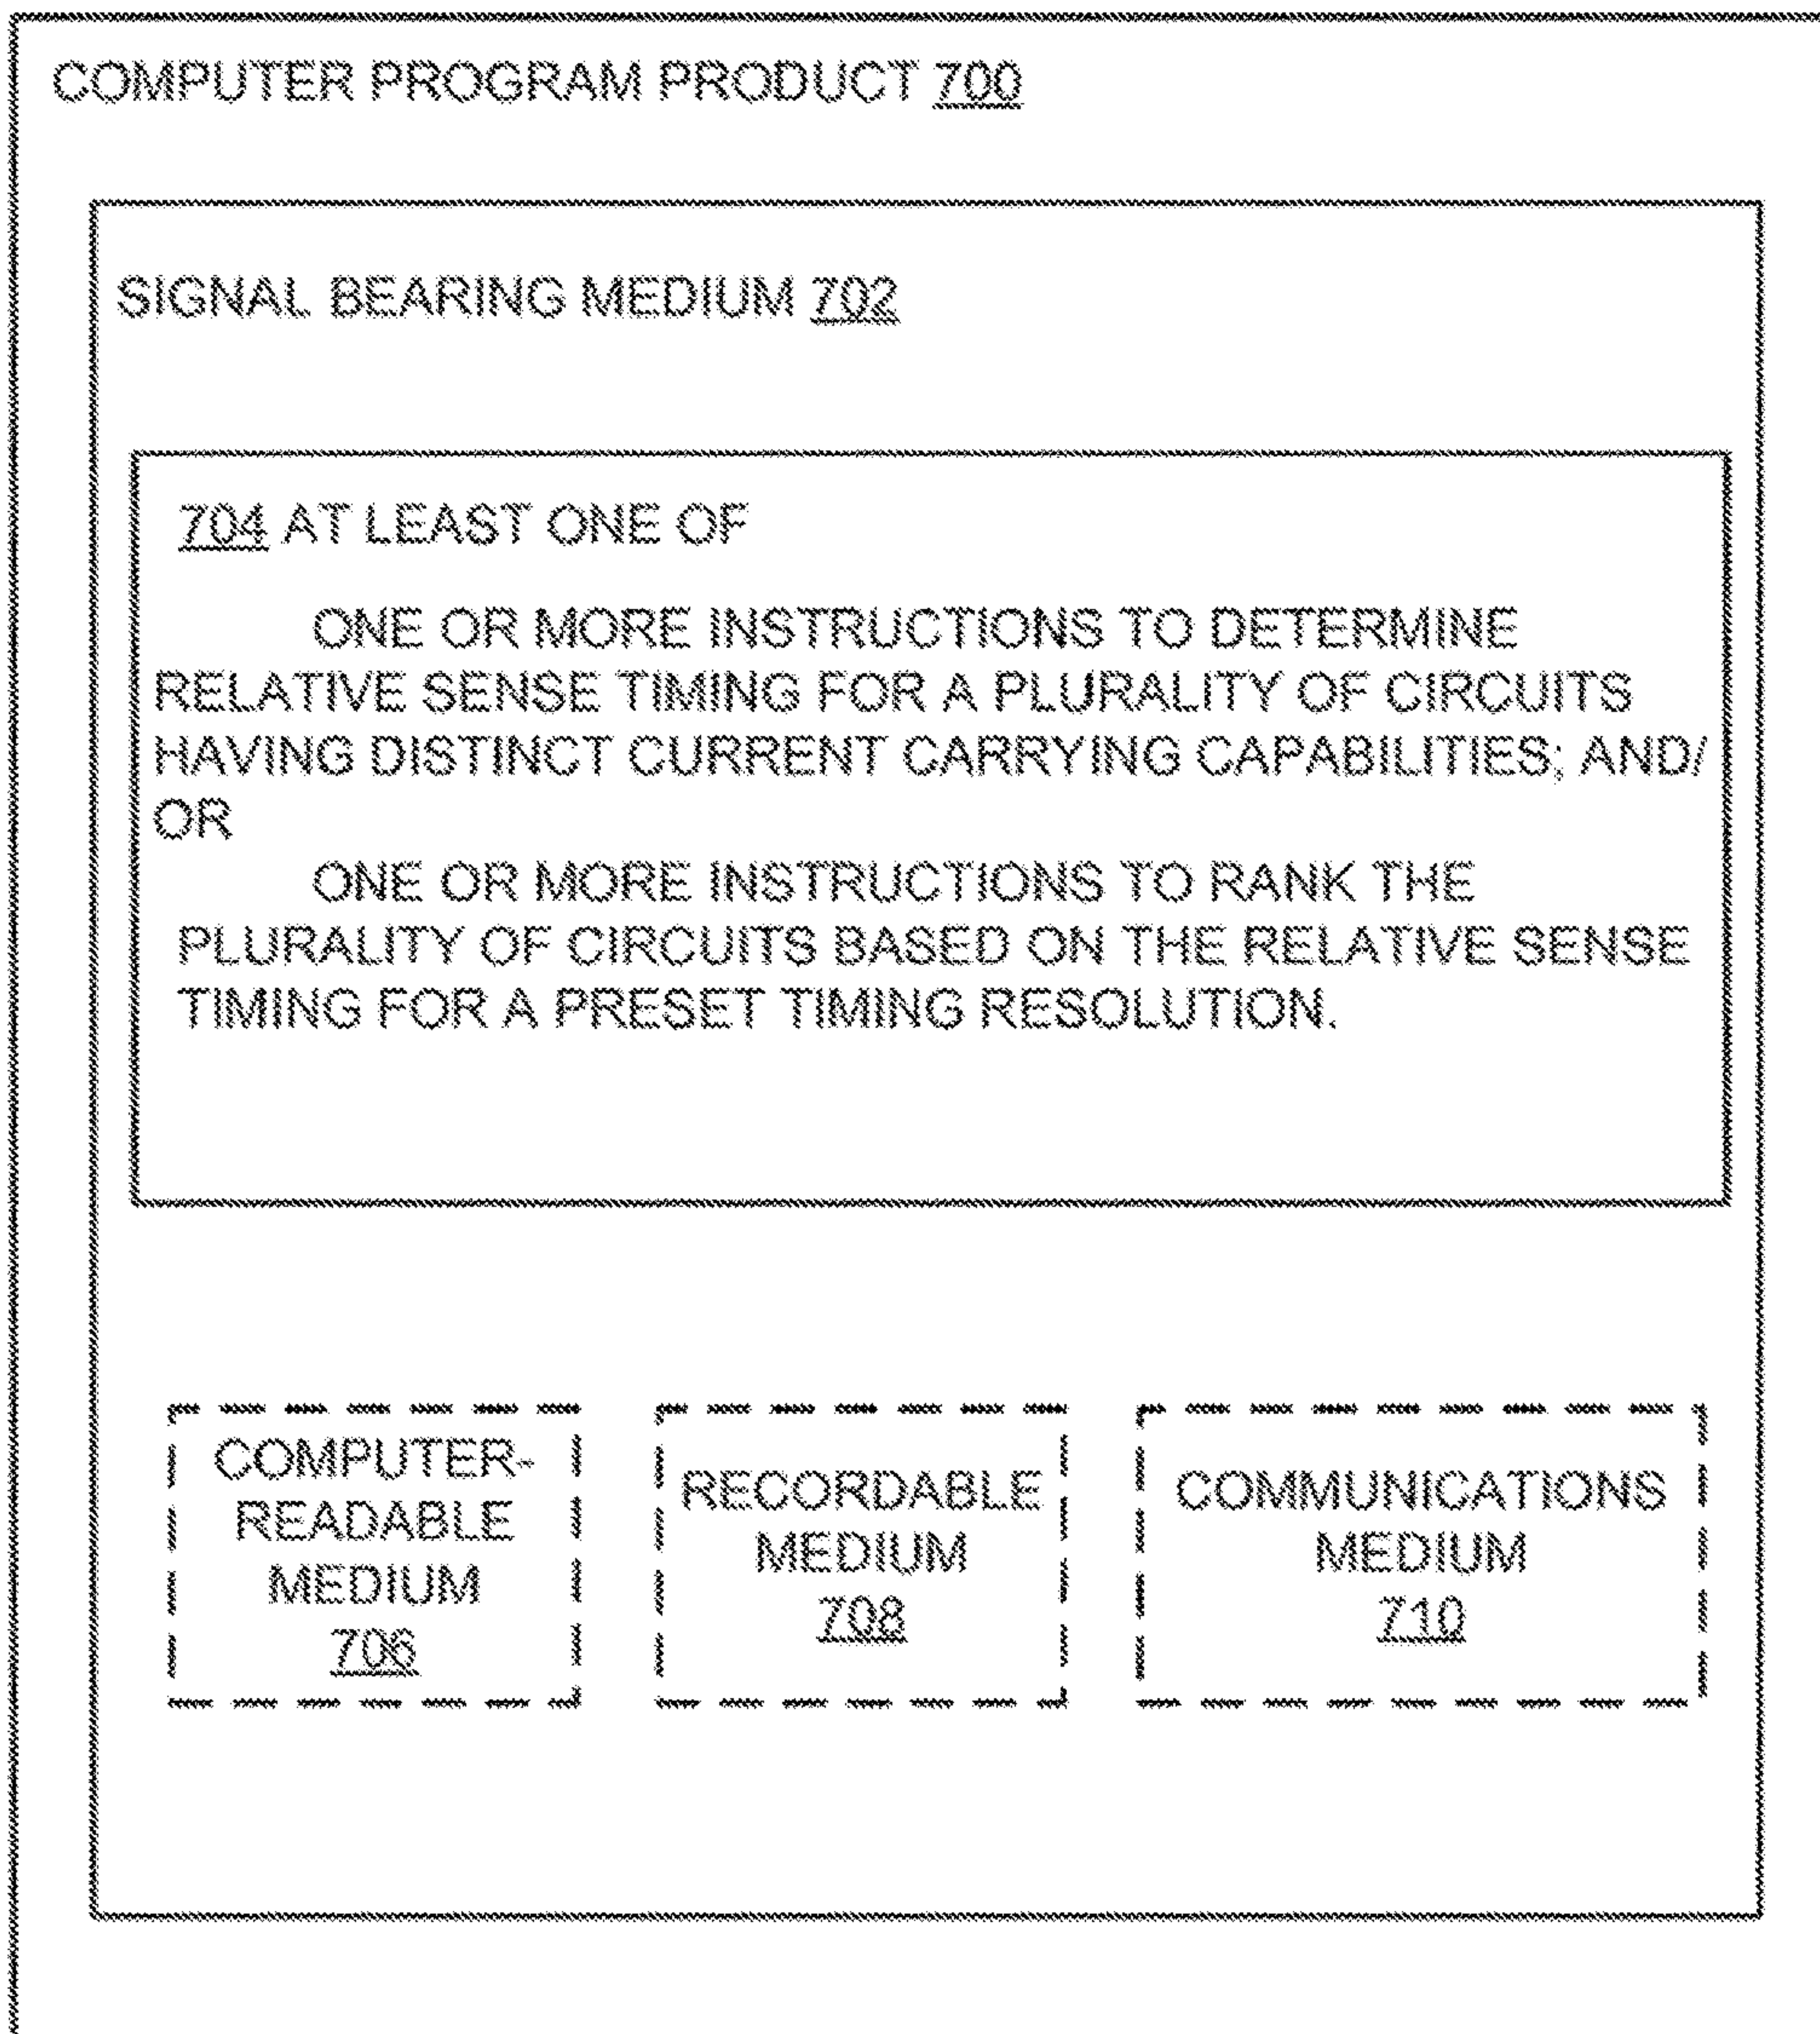 COMPUTER PROGRAM PRODUCT 700
SIGNAL BEARING MEDIUM 702
704 AT LEAST ONE OF
ONE OR MORE INSTRUCTIONS TO DETERMINE
RELATIVE SENSE TIMING FOR A PLURALITY OF CIRCUITS
HAVING DISTINCT CURRENT CARRYING CAPABILITIES; AND/
OR
ONE OR MORE INSTRUCTIONS TO RANK THE
PLURALITY OF CIRCUITS BASED ON THE RELATIVE SENSE
TIMING FOR A PRESET TIMING RESOLUTION.
COMPUTER-
READABLE
MEDIUM
706
RECORDABLE
MEDIUM
708
COMMUNICATIONS
MEDIUM
710